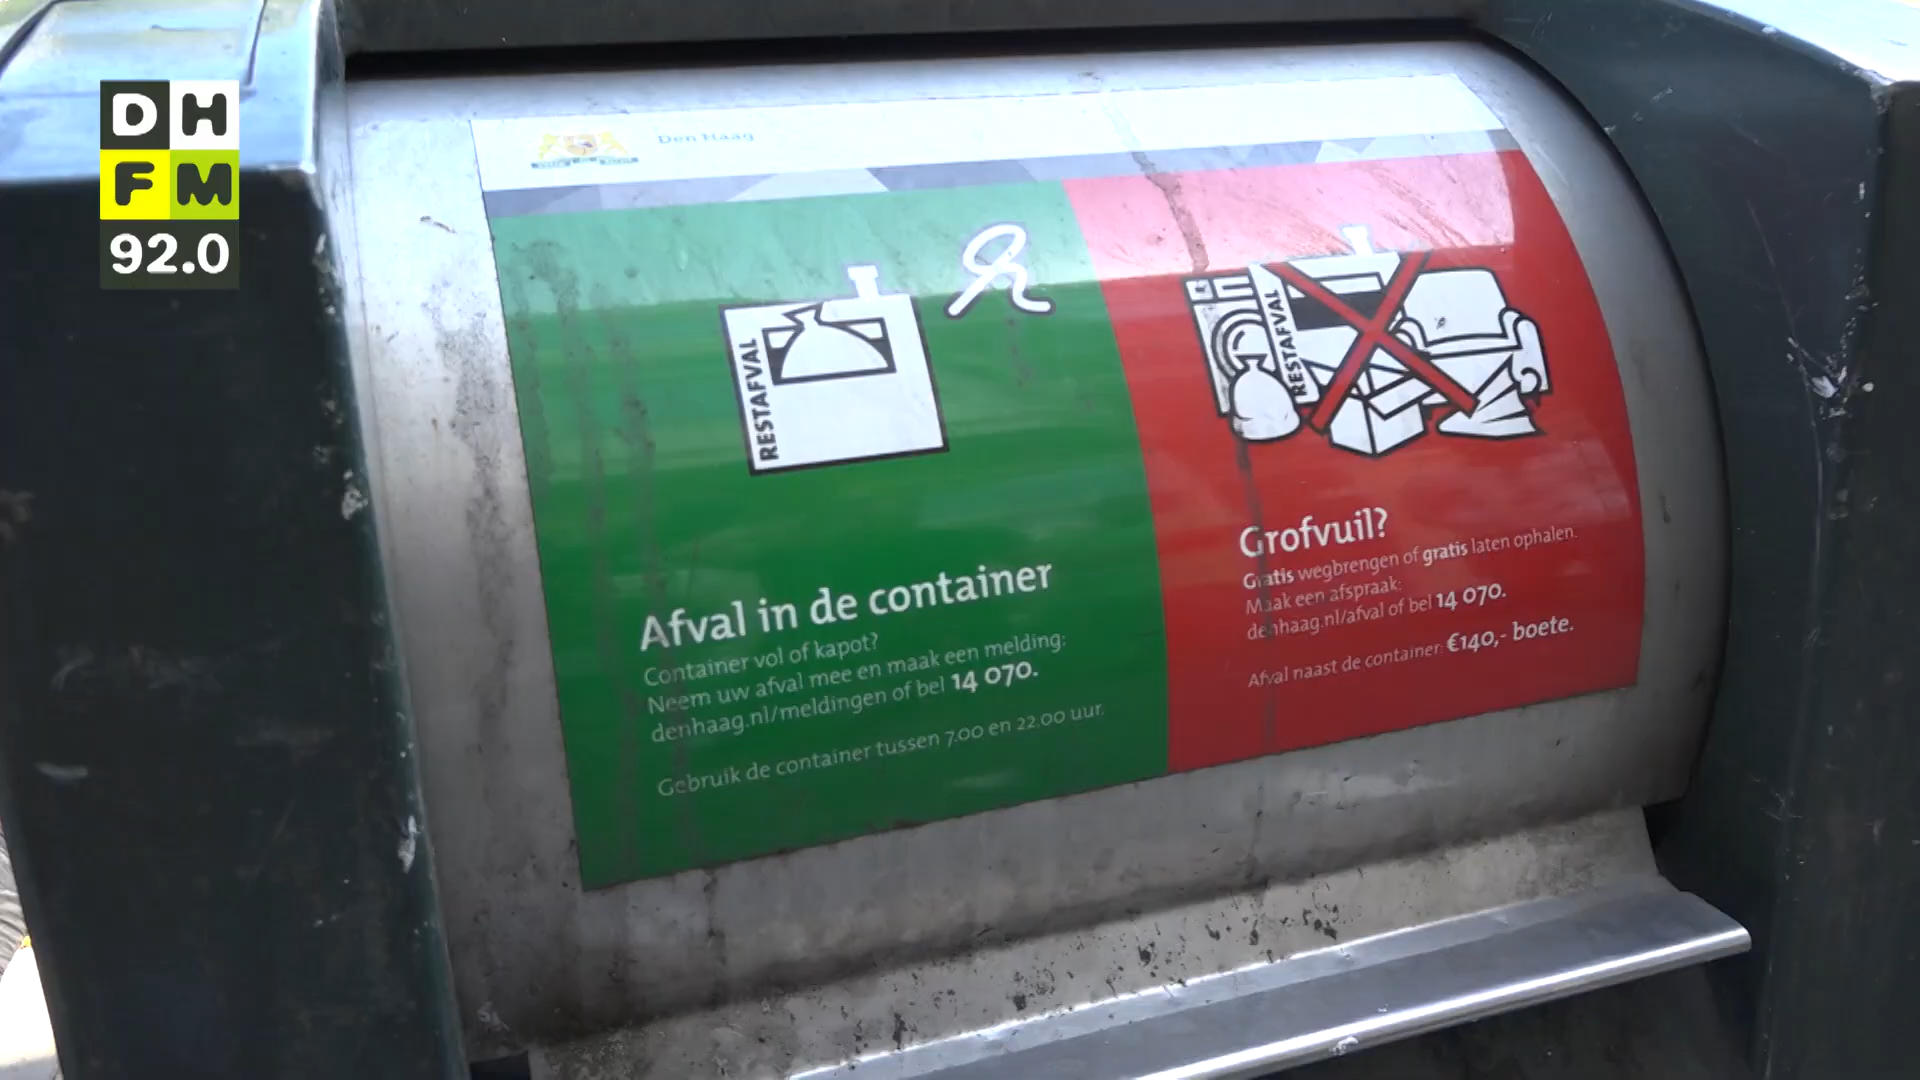 DH
FM
92.0
Den Haag
RESTAFVAL
Afval in de container
Container vol of kapot?
Neem uw afval mee en maak een melding:
denhaag.nl/meldingen of bel 14 070.
Gebruik de container tussen 7.00 en 22.00 uur.
RESTAFVAL
Grofvuil?
Gratis wegbrengen of gratis laten ophalen.
Maak een afspraak:
denhaag.nl/afval of bel 14 070.
Afval naast de container: €140,- boete.